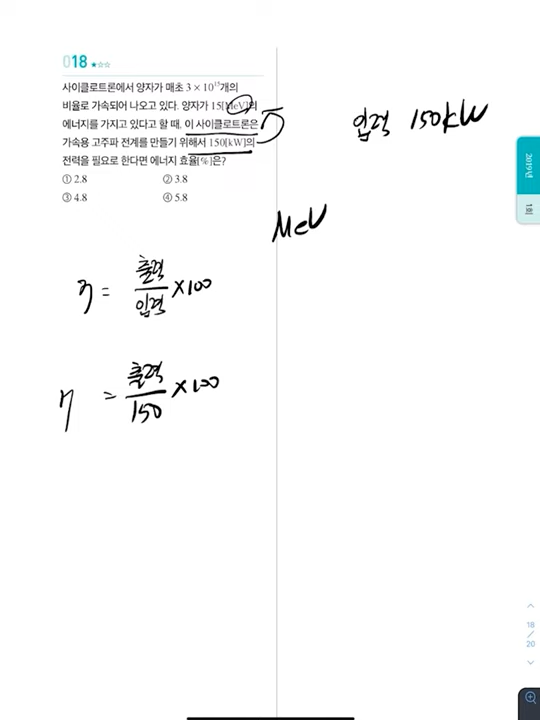 018 ★☆☆
사이클로트론에서 양자가 매초 3 × 10¹⁵개의
비율로 가속되어 나오고 있다. 양자가 15[MeV]의
에너지를 가지고 있다고 할 때, 이 사이클로트론은
가속용 고주파 전계를 만들기 위해서 150[kW]의
전력을 필요로 한다면 에너지 효율[%]은?
① 2.8 ② 3.8
③ 4.8 ④ 5.8
입력 150kW
MeV
η = 출력/입력 × 100
η = 출력/150 × 100
2019년
1회
18
/
20